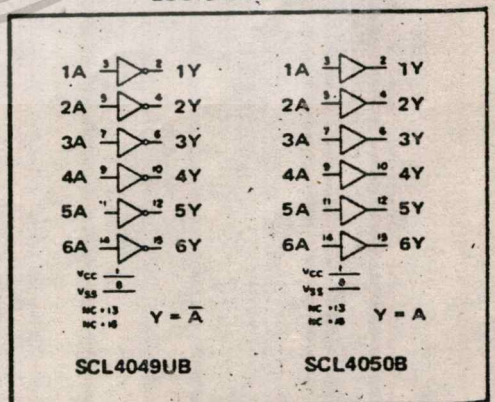 1A 3 2 1Y
2A 5 4 2Y
3A 7 6 3Y
4A 9 10 4Y
5A 11 12 5Y
6A 14 15 6Y
VCC 1
VSS 8
NC = 13
NC = 16
Y = A̅
SCL4049UB
1A 3 2 1Y
2A 5 4 2Y
3A 7 6 3Y
4A 9 10 4Y
5A 11 12 5Y
6A 14 15 6Y
VCC 1
VSS 8
NC = 13
NC = 16
Y = A
SCL4050B